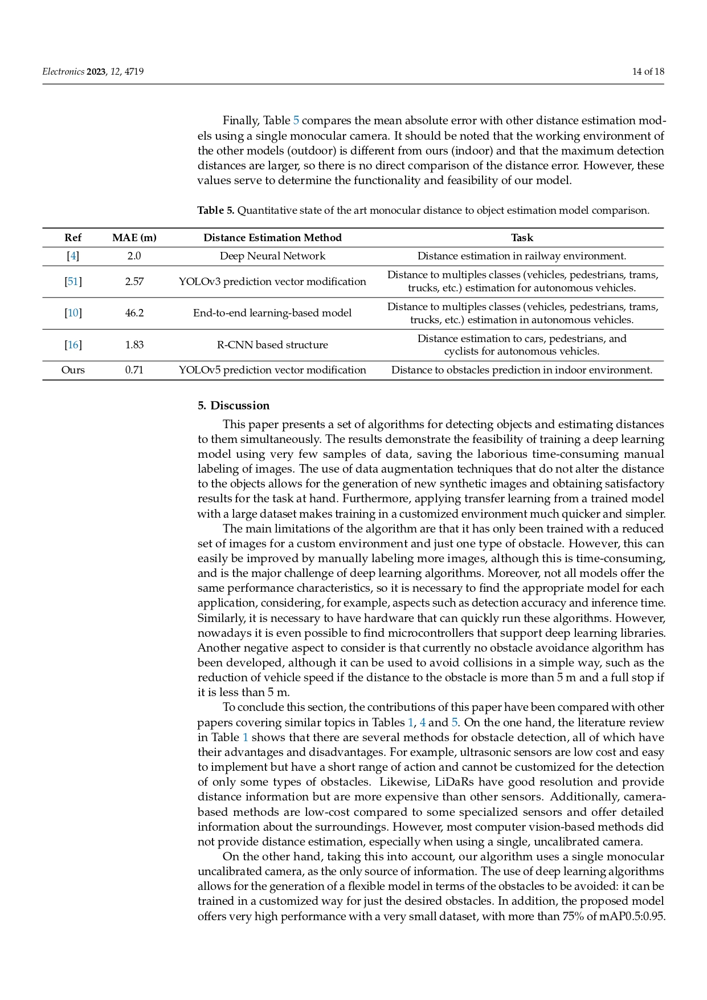 Electronics 2023, 12, 4719 14 of 18
Finally, Table 5 compares the mean absolute error with other distance estimation mod-
els using a single monocular camera. It should be noted that the working environment of
the other models (outdoor) is different from ours (indoor) and that the maximum detection
distances are larger, so there is no direct comparison of the distance error. However, these
values serve to determine the functionality and feasibility of our model.
Table 5. Quantitative state of the art monocular distance to object estimation model comparison.
Ref MAE (m) Distance Estimation Method Task
[4] 2.0 Deep Neural Network Distance estimation in railway environment.
[51] 2.57 YOLOv3 prediction vector modification Distance to multiples classes (vehicles, pedestrians, trams,
trucks, etc.) estimation for autonomous vehicles.
[10] 46.2 End-to-end learning-based model Distance to multiples classes (vehicles, pedestrians, trams,
trucks, etc.) estimation in autonomous vehicles.
[16] 1.83 R-CNN based structure Distance estimation to cars, pedestrians, and
cyclists for autonomous vehicles.
Ours 0.71 YOLOv5 prediction vector modification Distance to obstacles prediction in indoor environment.
5. Discussion
This paper presents a set of algorithms for detecting objects and estimating distances
to them simultaneously. The results demonstrate the feasibility of training a deep learning
model using very few samples of data, saving the laborious time-consuming manual
labeling of images. The use of data augmentation techniques that do not alter the distance
to the objects allows for the generation of new synthetic images and obtaining satisfactory
results for the task at hand. Furthermore, applying transfer learning from a trained model
with a large dataset makes training in a customized environment much quicker and simpler.
The main limitations of the algorithm are that it has only been trained with a reduced
set of images for a custom environment and just one type of obstacle. However, this can
easily be improved by manually labeling more images, although this is time-consuming,
and is the major challenge of deep learning algorithms. Moreover, not all models offer the
same performance characteristics, so it is necessary to find the appropriate model for each
application, considering, for example, aspects such as detection accuracy and inference time.
Similarly, it is necessary to have hardware that can quickly run these algorithms. However,
nowadays it is even possible to find microcontrollers that support deep learning libraries.
Another negative aspect to consider is that currently no obstacle avoidance algorithm has
been developed, although it can be used to avoid collisions in a simple way, such as the
reduction of vehicle speed if the distance to the obstacle is more than 5 m and a full stop if
it is less than 5 m.
To conclude this section, the contributions of this paper have been compared with other
papers covering similar topics in Tables 1, 4 and 5. On the one hand, the literature review
in Table 1 shows that there are several methods for obstacle detection, all of which have
their advantages and disadvantages. For example, ultrasonic sensors are low cost and easy
to implement but have a short range of action and cannot be customized for the detection
of only some types of obstacles. Likewise, LiDaRs have good resolution and provide
distance information but are more expensive than other sensors. Additionally, camera-
based methods are low-cost compared to some specialized sensors and offer detailed
information about the surroundings. However, most computer vision-based methods did
not provide distance estimation, especially when using a single, uncalibrated camera.
On the other hand, taking this into account, our algorithm uses a single monocular
uncalibrated camera, as the only source of information. The use of deep learning algorithms
allows for the generation of a flexible model in terms of the obstacles to be avoided: it can be
trained in a customized way for just the desired obstacles. In addition, the proposed model
offers very high performance with a very small dataset, with more than 75% of mAP0.5:0.95.